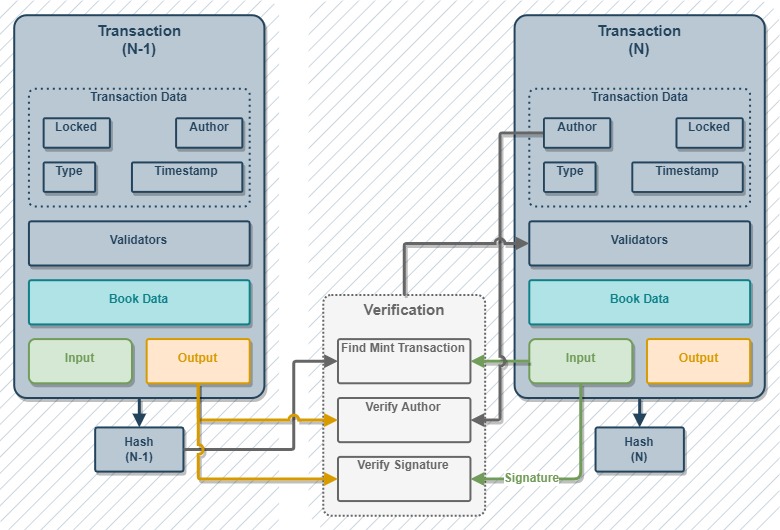 Transaction
(N-1)
Transaction Data
Locked
Author
Type
Timestamp
Validators
Book Data
Input
Output
Hash
(N-1)
Verification
Find Mint Transaction
Verify Author
Verify Signature
Signature
Transaction
(N)
Transaction Data
Author
Locked
Type
Timestamp
Validators
Book Data
Input
Output
Hash
(N)